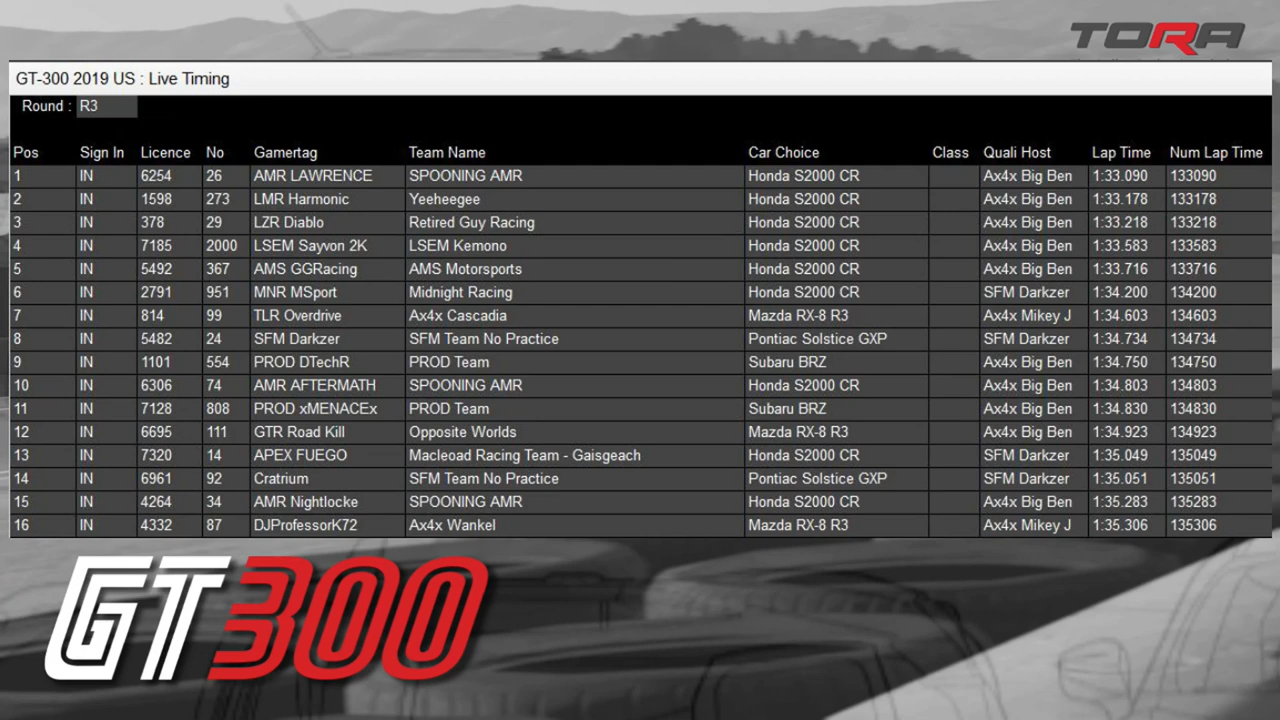 TORA
GT-300 2019 US : Live Timing
Round : R3
Pos Sign In Licence No Gamertag Team Name Car Choice Class Quali Host Lap Time Num Lap Time
1 IN 6254 26 AMR LAWRENCE SPOONING AMR Honda S2000 CR Ax4x Big Ben 1:33.090 133090
2 IN 1598 273 LMR Harmonic Yeeheegee Honda S2000 CR Ax4x Big Ben 1:33.178 133178
3 IN 378 29 LZR Diablo Retired Guy Racing Honda S2000 CR Ax4x Big Ben 1:33.218 133218
4 IN 7185 2000 LSEM Sayvon 2K LSEM Kemono Honda S2000 CR Ax4x Big Ben 1:33.583 133583
5 IN 5492 367 AMS GGRacing AMS Motorsports Honda S2000 CR Ax4x Big Ben 1:33.716 133716
6 IN 2791 951 MNR MSport Midnight Racing Honda S2000 CR SFM Darkzer 1:34.200 134200
7 IN 814 99 TLR Overdrive Ax4x Cascadia Mazda RX-8 R3 Ax4x Mikey J 1:34.603 134603
8 IN 5482 24 SFM Darkzer SFM Team No Practice Pontiac Solstice GXP SFM Darkzer 1:34.734 134734
9 IN 1101 554 PROD DTechR PROD Team Subaru BRZ Ax4x Big Ben 1:34.750 134750
10 IN 6306 74 AMR AFTERMATH SPOONING AMR Honda S2000 CR Ax4x Big Ben 1:34.803 134803
11 IN 7128 808 PROD xMENACEx PROD Team Subaru BRZ Ax4x Big Ben 1:34.830 134830
12 IN 6695 111 GTR Road Kill Opposite Worlds Mazda RX-8 R3 Ax4x Big Ben 1:34.923 134923
13 IN 7320 14 APEX FUEGO Macleoad Racing Team - Gaisgeach Honda S2000 CR SFM Darkzer 1:35.049 135049
14 IN 6961 92 Cratrium SFM Team No Practice Pontiac Solstice GXP SFM Darkzer 1:35.051 135051
15 IN 4264 34 AMR Nightlocke SPOONING AMR Honda S2000 CR Ax4x Big Ben 1:35.283 135283
16 IN 4332 87 DJProfessorK72 Ax4x Wankel Mazda RX-8 R3 Ax4x Mikey J 1:35.306 135306
GT300